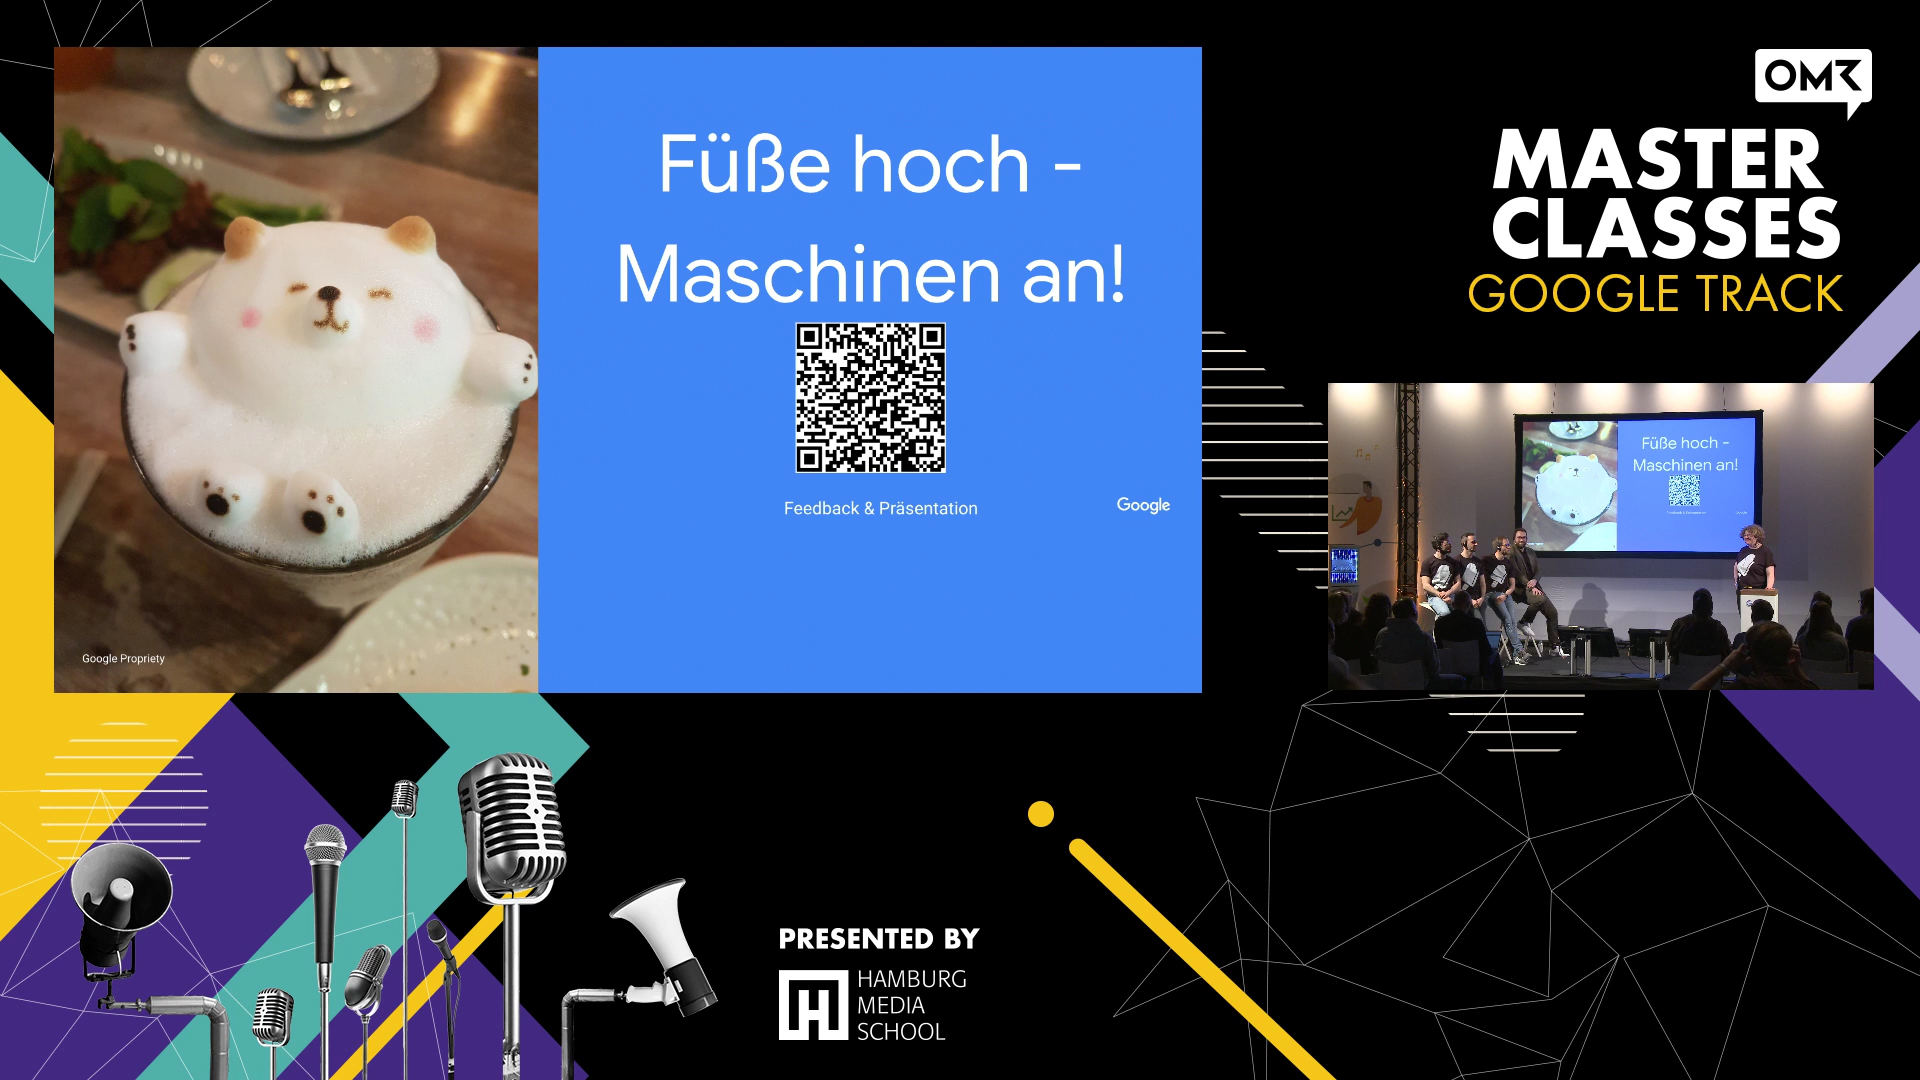 Füße hoch -
Maschinen an!
Feedback & Präsentation
Google
Google Propriety
OMR
MASTER
CLASSES
GOOGLE TRACK
Füße hoch -
Maschinen an!
PRESENTED BY
HAMBURG
MEDIA
SCHOOL